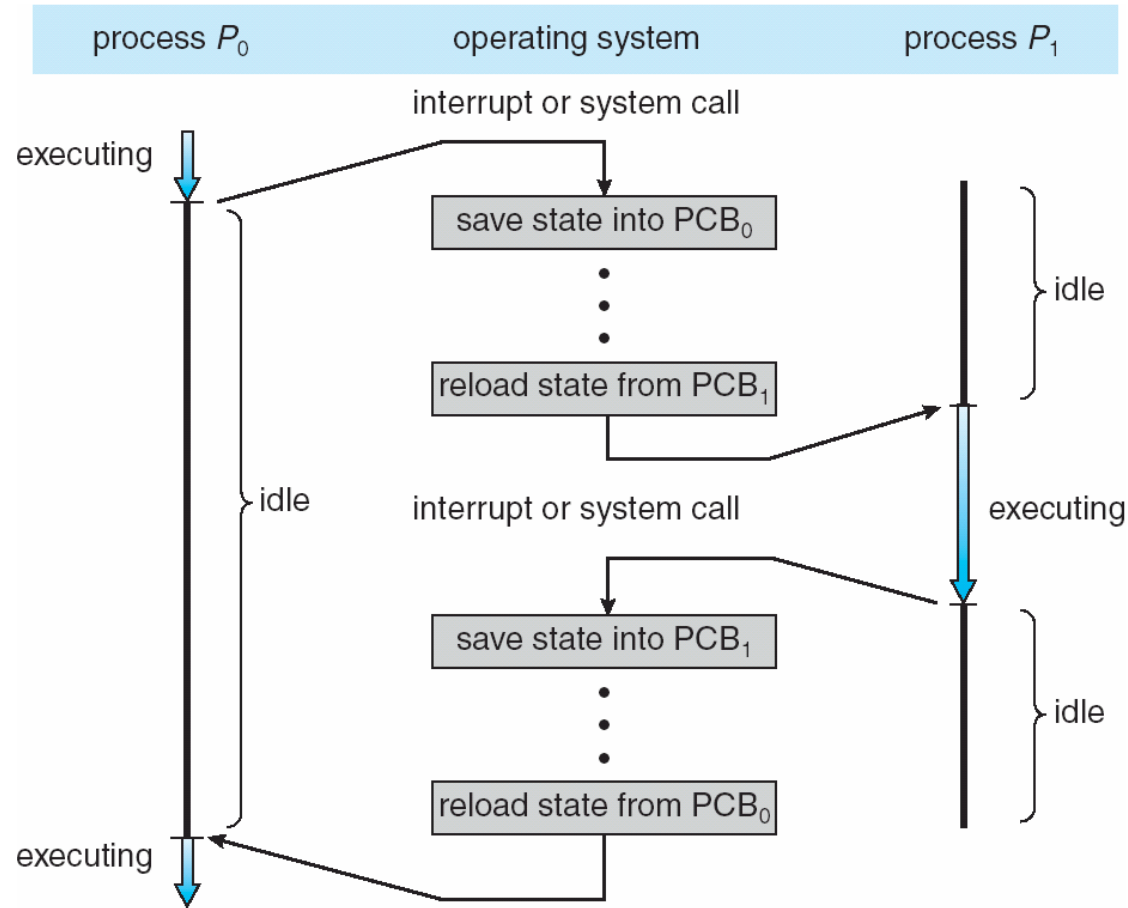 process P₀ operating system process P₁
interrupt or system call
executing
save state into PCB₀
idle
reload state from PCB₁
idle
interrupt or system call
executing
save state into PCB₁
idle
reload state from PCB₀
executing